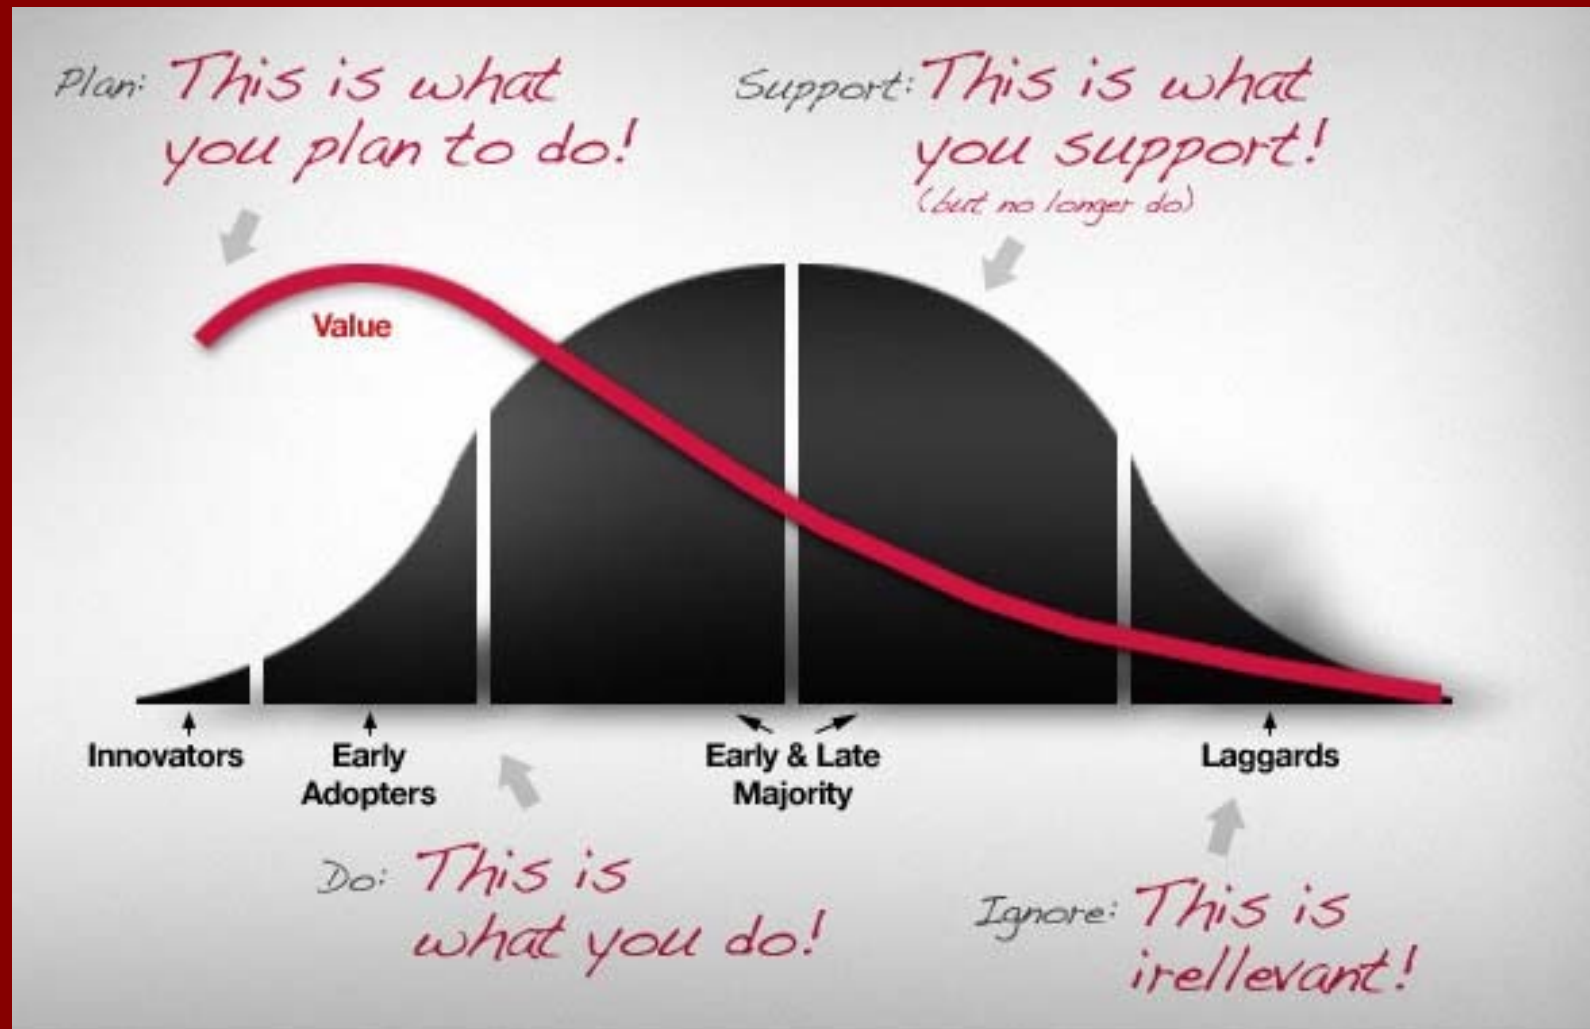 Plan: This is what
you plan to do!
Support: This is what
you support!
(but no longer do)
Value
Innovators
Early
Adopters
Early & Late
Majority
Laggards
Do: This is
what you do!
Ignore: This is
irellevant!